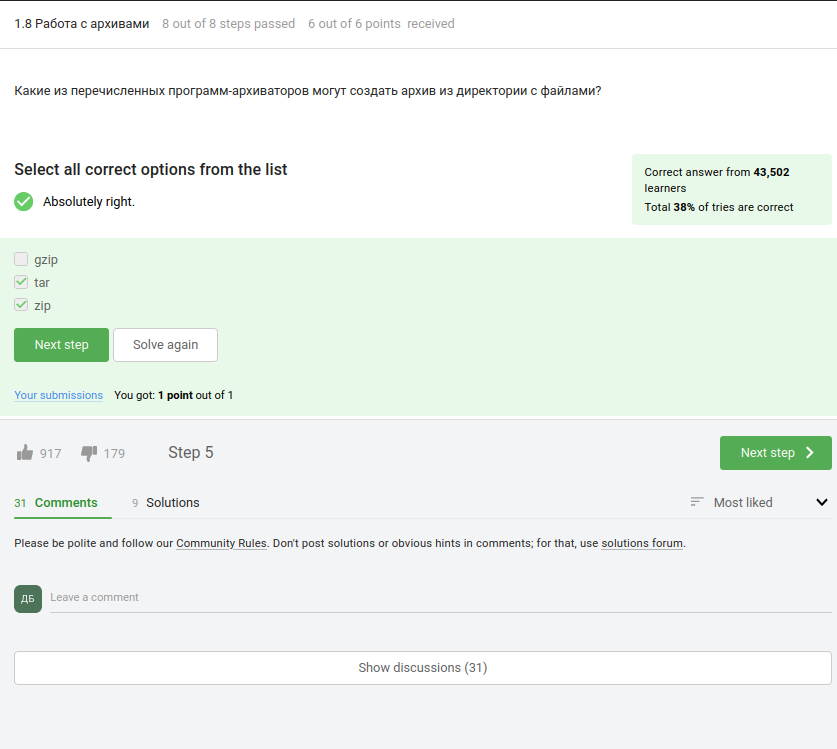 1.8 Работа с архивами 8 out of 8 steps passed 6 out of 6 points received
Какие из перечисленных программ-архиваторов могут создать архив из директории с файлами?
Select all correct options from the list
Absolutely right.
Correct answer from 43,502
learners
Total 38% of tries are correct
gzip
tar
zip
Next step Solve again
Your submissions You got: 1 point out of 1
917 179 Step 5 Next step
31 Comments 9 Solutions Most liked
Please be polite and follow our Community Rules. Don't post solutions or obvious hints in comments; for that, use solutions forum.
ДБ Leave a comment
Show discussions (31)